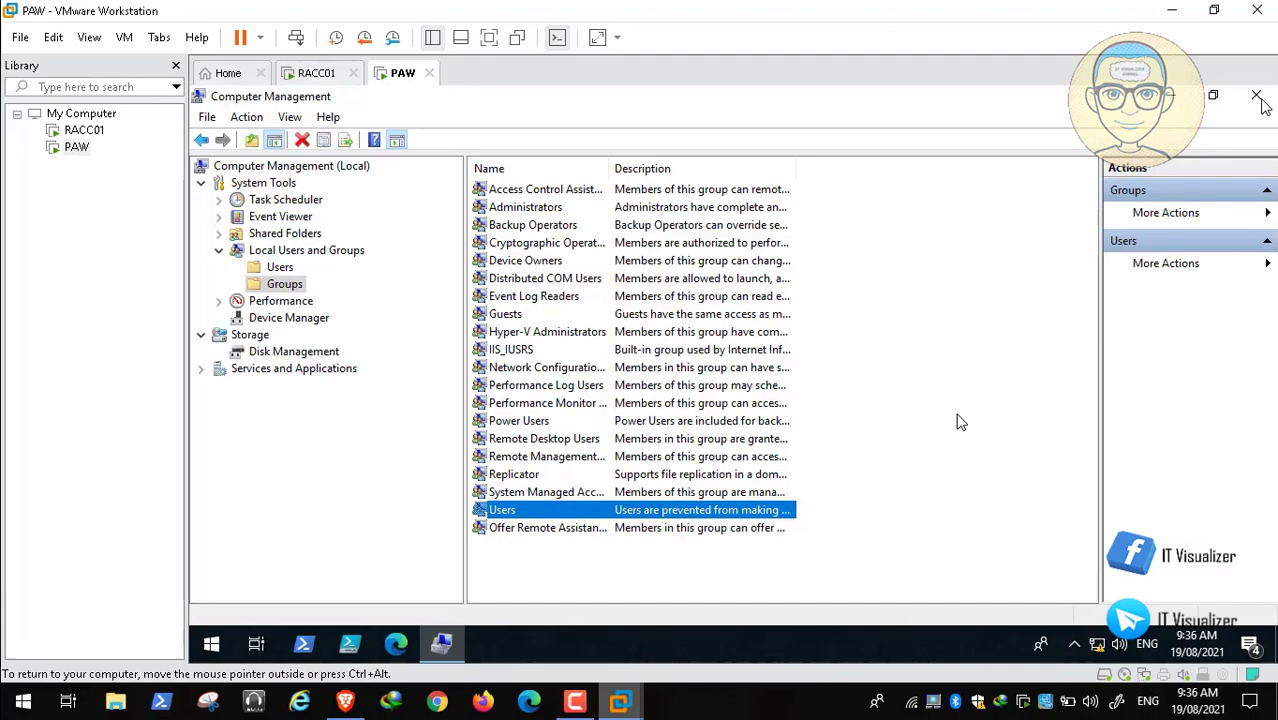 PAW - VMware Workstation
File Edit View VM Tabs Help
Library
Type here to search
My Computer
RACC01
PAW
Home RACC01 PAW
Computer Management
File Action View Help
Computer Management (Local)
System Tools
Task Scheduler
Event Viewer
Shared Folders
Local Users and Groups
Users
Groups
Performance
Device Manager
Storage
Disk Management
Services and Applications
Name Description
Access Control Assist... Members of this group can remot...
Administrators Administrators have complete an...
Backup Operators Backup Operators can override se...
Cryptographic Operat... Members are authorized to perfor...
Device Owners Members of this group can chang...
Distributed COM Users Members are allowed to launch, a...
Event Log Readers Members of this group can read e...
Guests Guests have the same access as m...
Hyper-V Administrators Members of this group have com...
IIS_IUSRS Built-in group used by Internet Inf...
Network Configuratio... Members in this group can have s...
Performance Log Users Members of this group may sche...
Performance Monitor ... Members of this group can acces...
Power Users Power Users are included for back...
Remote Desktop Users Members in this group are grante...
Remote Management... Members of this group can acces...
Replicator Supports file replication in a dom...
System Managed Acc... Members of this group are mana...
Users Users are prevented from making ...
Offer Remote Assistan... Members in this group can offer ...
Actions
Groups
More Actions
Users
More Actions
IT VISUALIZER
CHANNEL
IT Visualizer
IT Visualizer
ENG 9:36 AM
19/08/2021
4
To return to your computer, move the mouse pointer outside or press Ctrl+Alt.
ENG 9:36 AM
19/08/2021